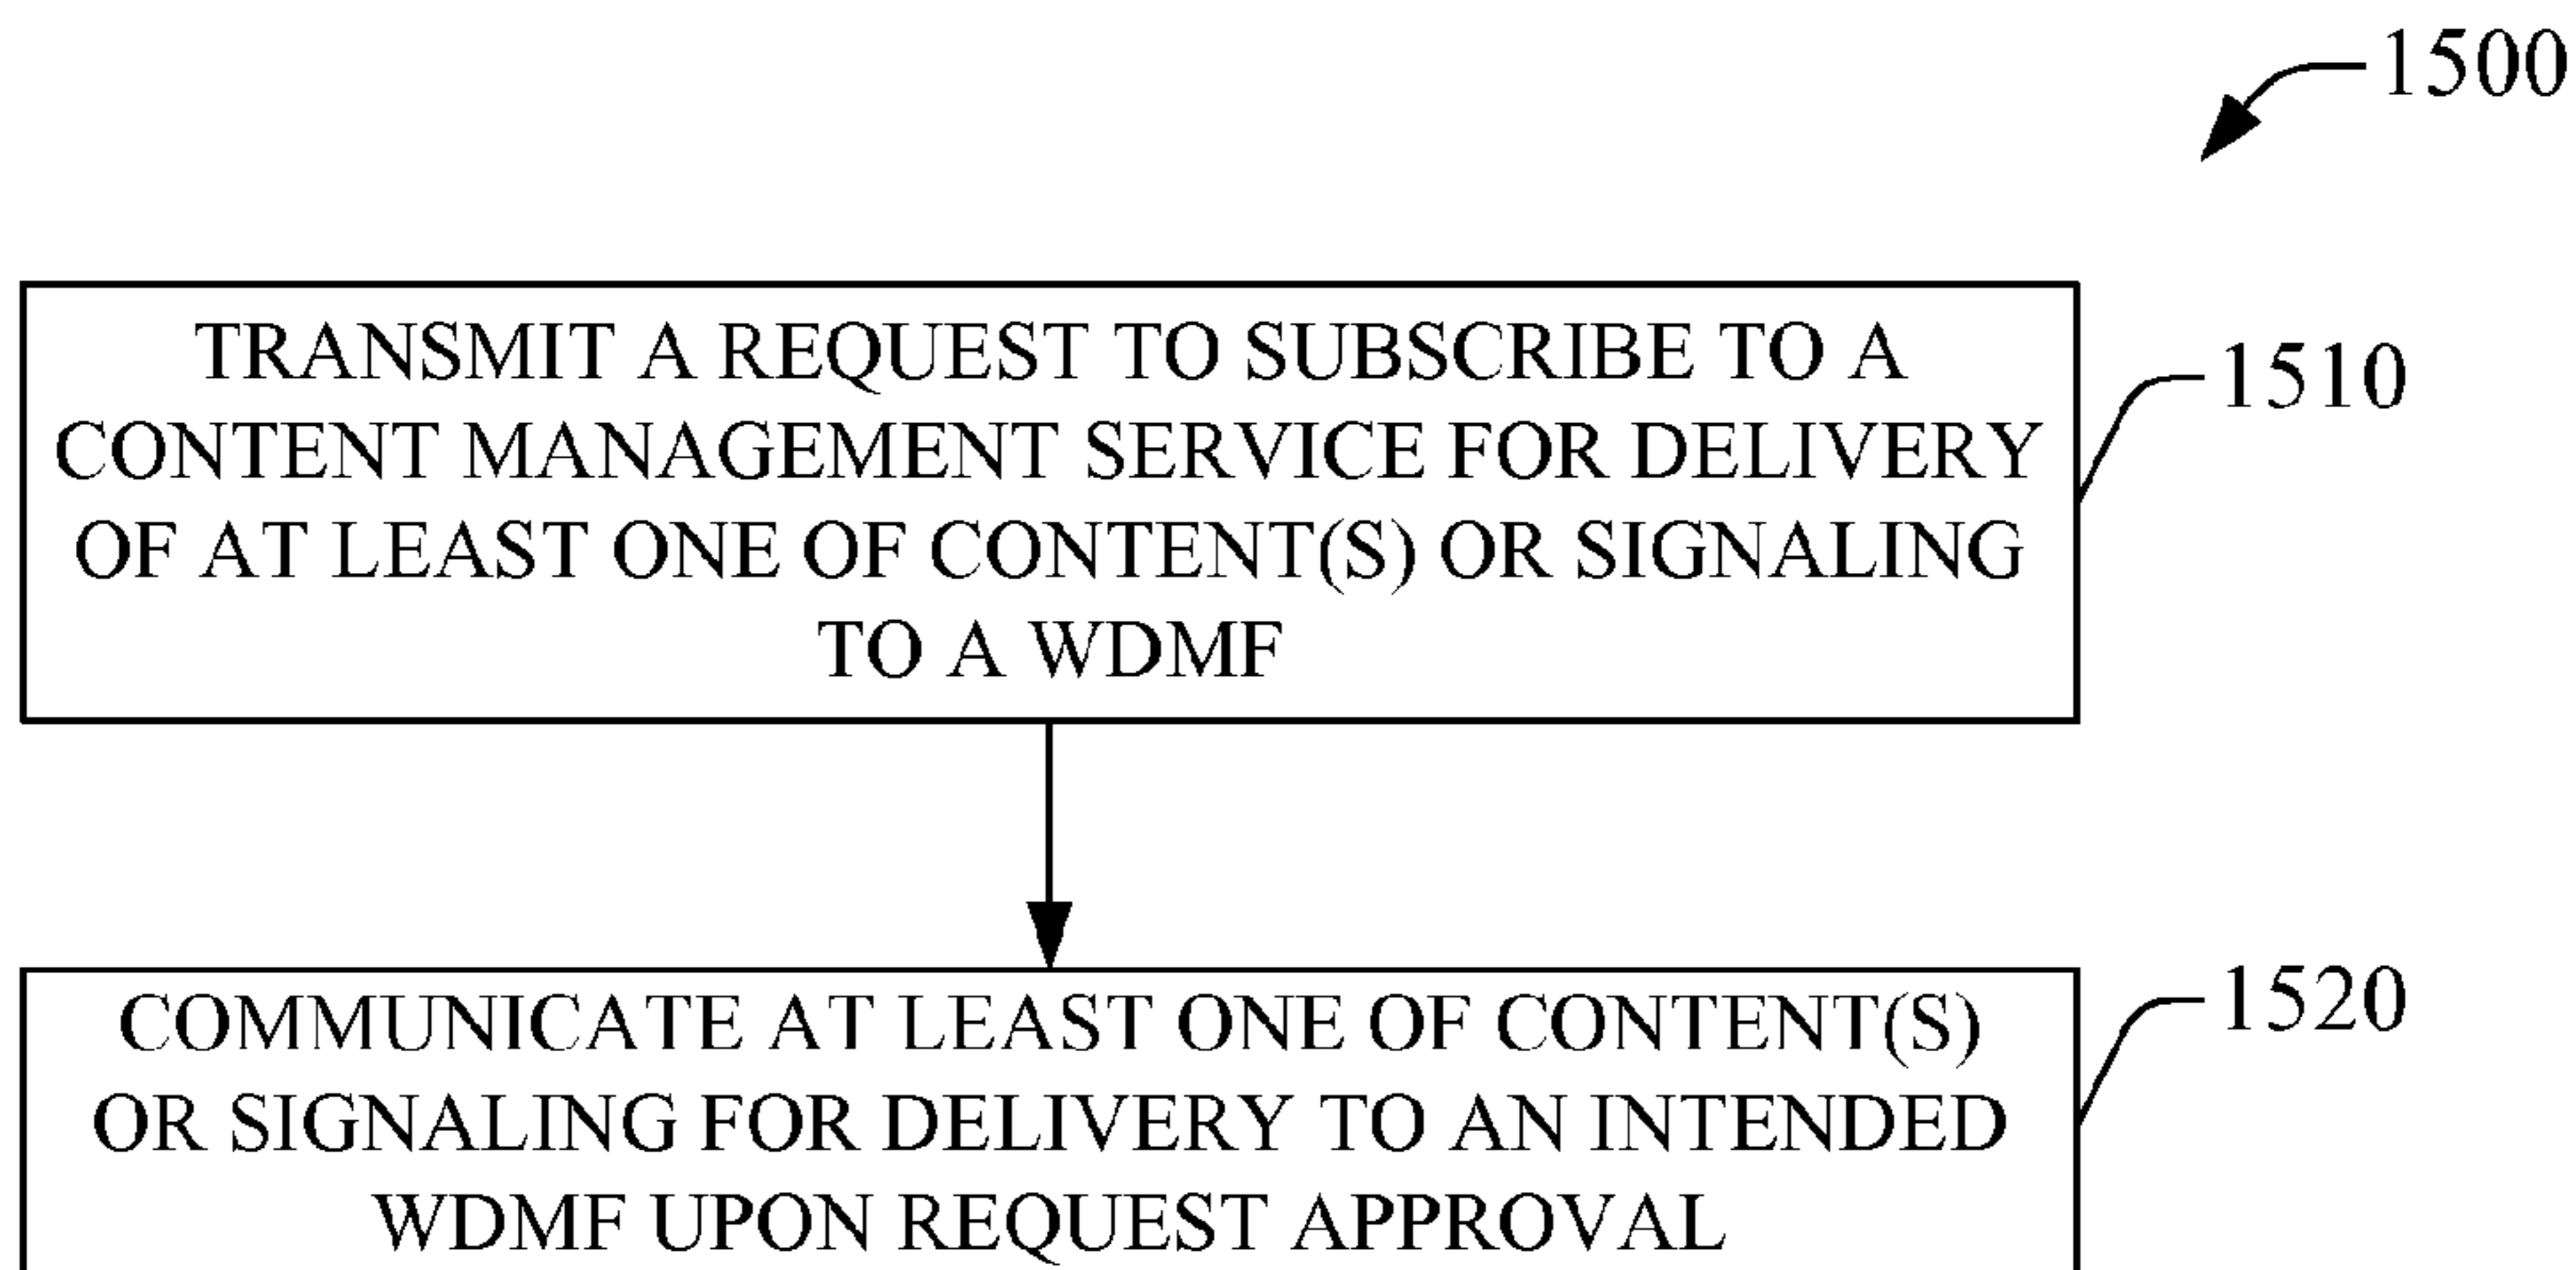 1500
TRANSMIT A REQUEST TO SUBSCRIBE TO A
CONTENT MANAGEMENT SERVICE FOR DELIVERY
OF AT LEAST ONE OF CONTENT(S) OR SIGNALING
TO A WDMF
1510
COMMUNICATE AT LEAST ONE OF CONTENT(S)
OR SIGNALING FOR DELIVERY TO AN INTENDED
WDMF UPON REQUEST APPROVAL
1520